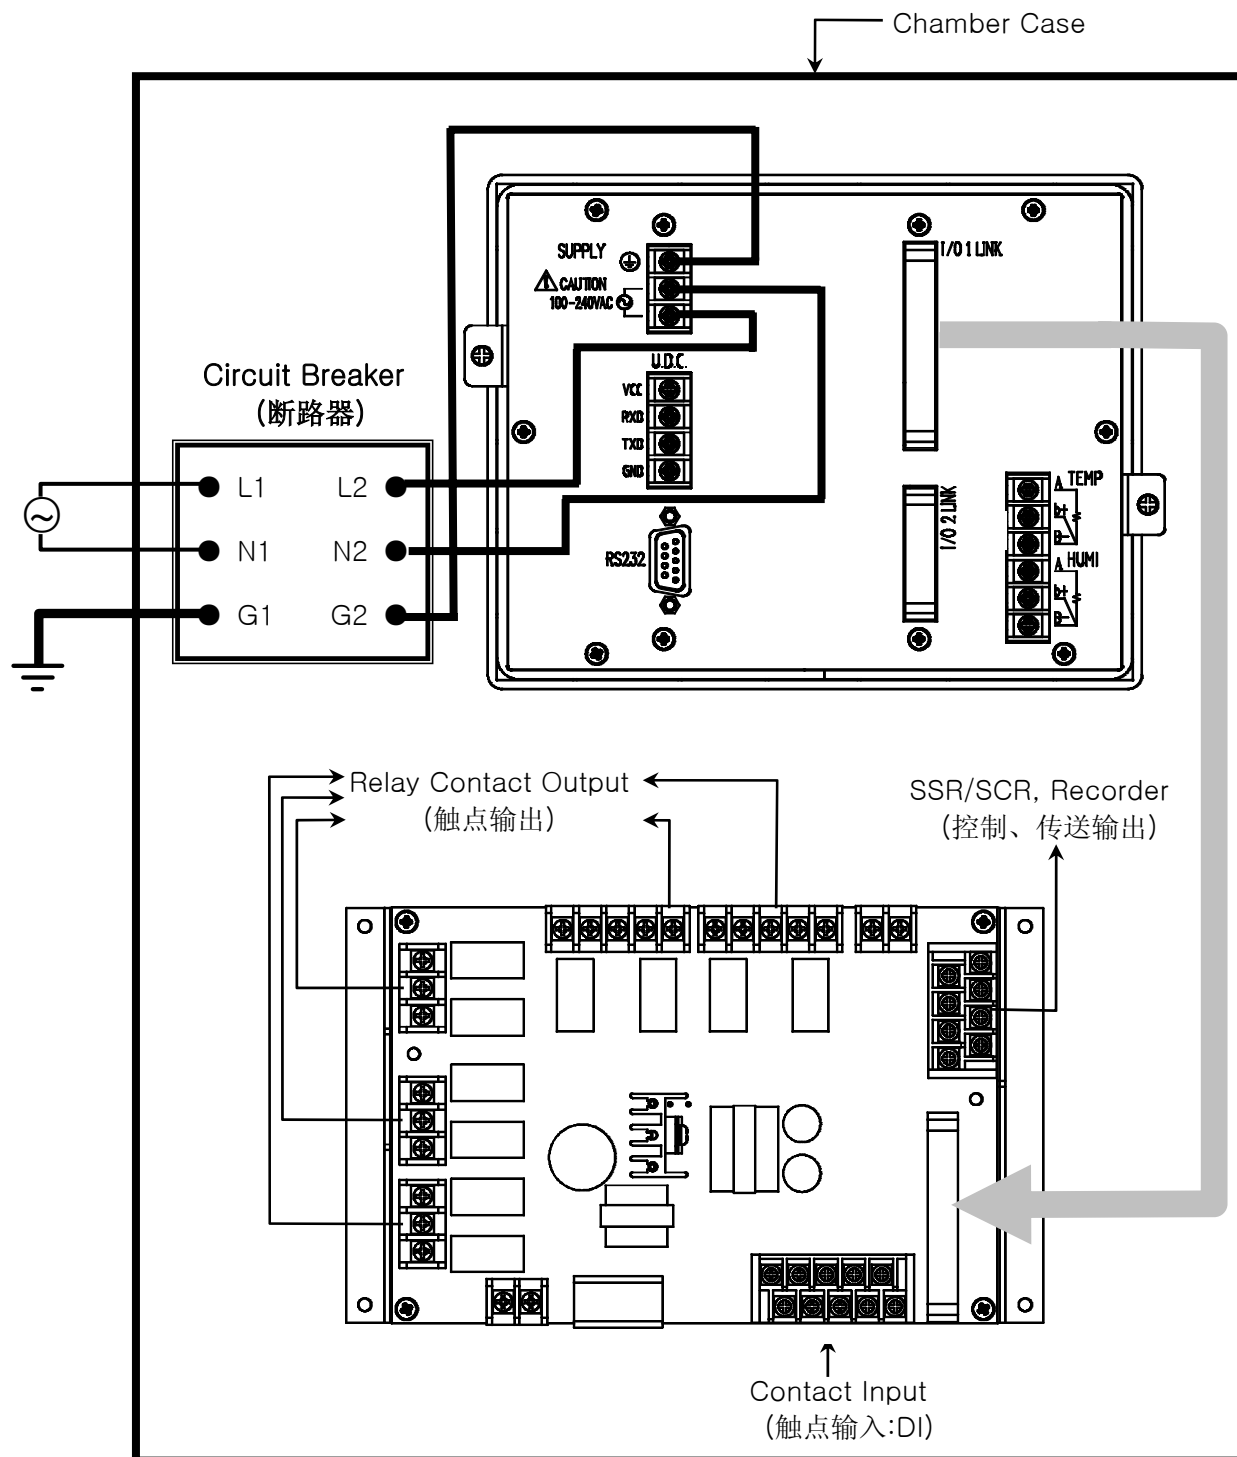 Chamber Case
SUPPLY
CAUTION
100-240VAC
I/O 1 LINK
U.D.C.
VCC
RXD
TXD
GND
RS232
I/O 2 LINK
A TEMP
B
B
A HUMI
B
B
Circuit Breaker
(断路器)
L1 L2
N1 N2
G1 G2
Relay Contact Output
(触点输出)
SSR/SCR, Recorder
(控制、传送输出)
Contact Input
(触点输入:DI)